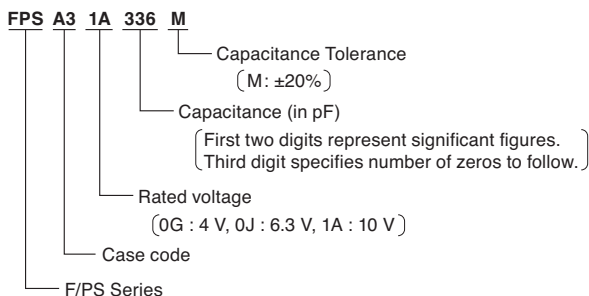 FPS A3 1A 336 M
Capacitance Tolerance
(M: ±20%)
Capacitance (in pF)
(First two digits represent significant figures.
Third digit specifies number of zeros to follow.)
Rated voltage
(0G : 4 V, 0J : 6.3 V, 1A : 10 V)
Case code
F/PS Series